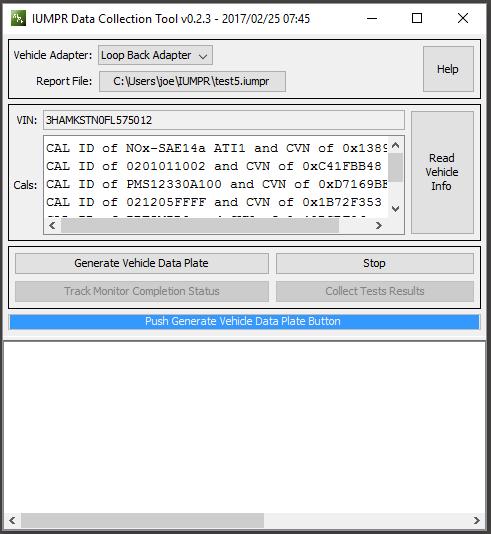 IUMPR Data Collection Tool v0.2.3 - 2017/02/25 07:45
Vehicle Adapter: Loop Back Adapter
Report File: C:\Users\joe\IUMPR\test5.iumpr
Help
VIN: 3HAMKSTN0FL575012
Cals:
CAL ID of NOx-SAE14a ATI1 and CVN of 0x1389
CAL ID of 0201011002 and CVN of 0xC41FBB48
CAL ID of PMS12330A100 and CVN of 0xD7169BE
CAL ID of 021205FFFF and CVN of 0x1B72F353
Read
Vehicle
Info
Generate Vehicle Data Plate
Stop
Track Monitor Completion Status
Collect Tests Results
Push Generate Vehicle Data Plate Button